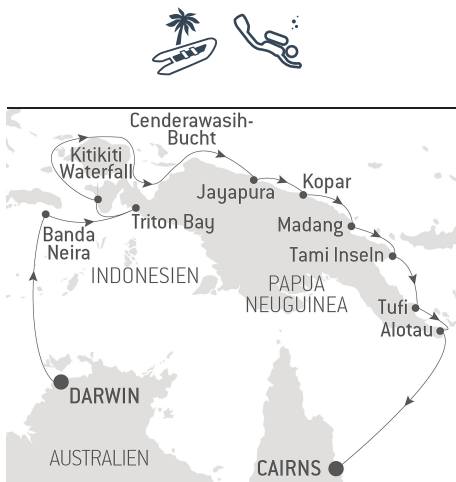 Cenderawasih-
Bucht
Kitikiti
Waterfall
Jayapura
Kopar
Banda
Neira
Triton Bay
Madang
Tami Inseln
INDONESIEN
PAPUA
NEUGUINEA
Tufi
Alotau
DARWIN
AUSTRALIEN
CAIRNS